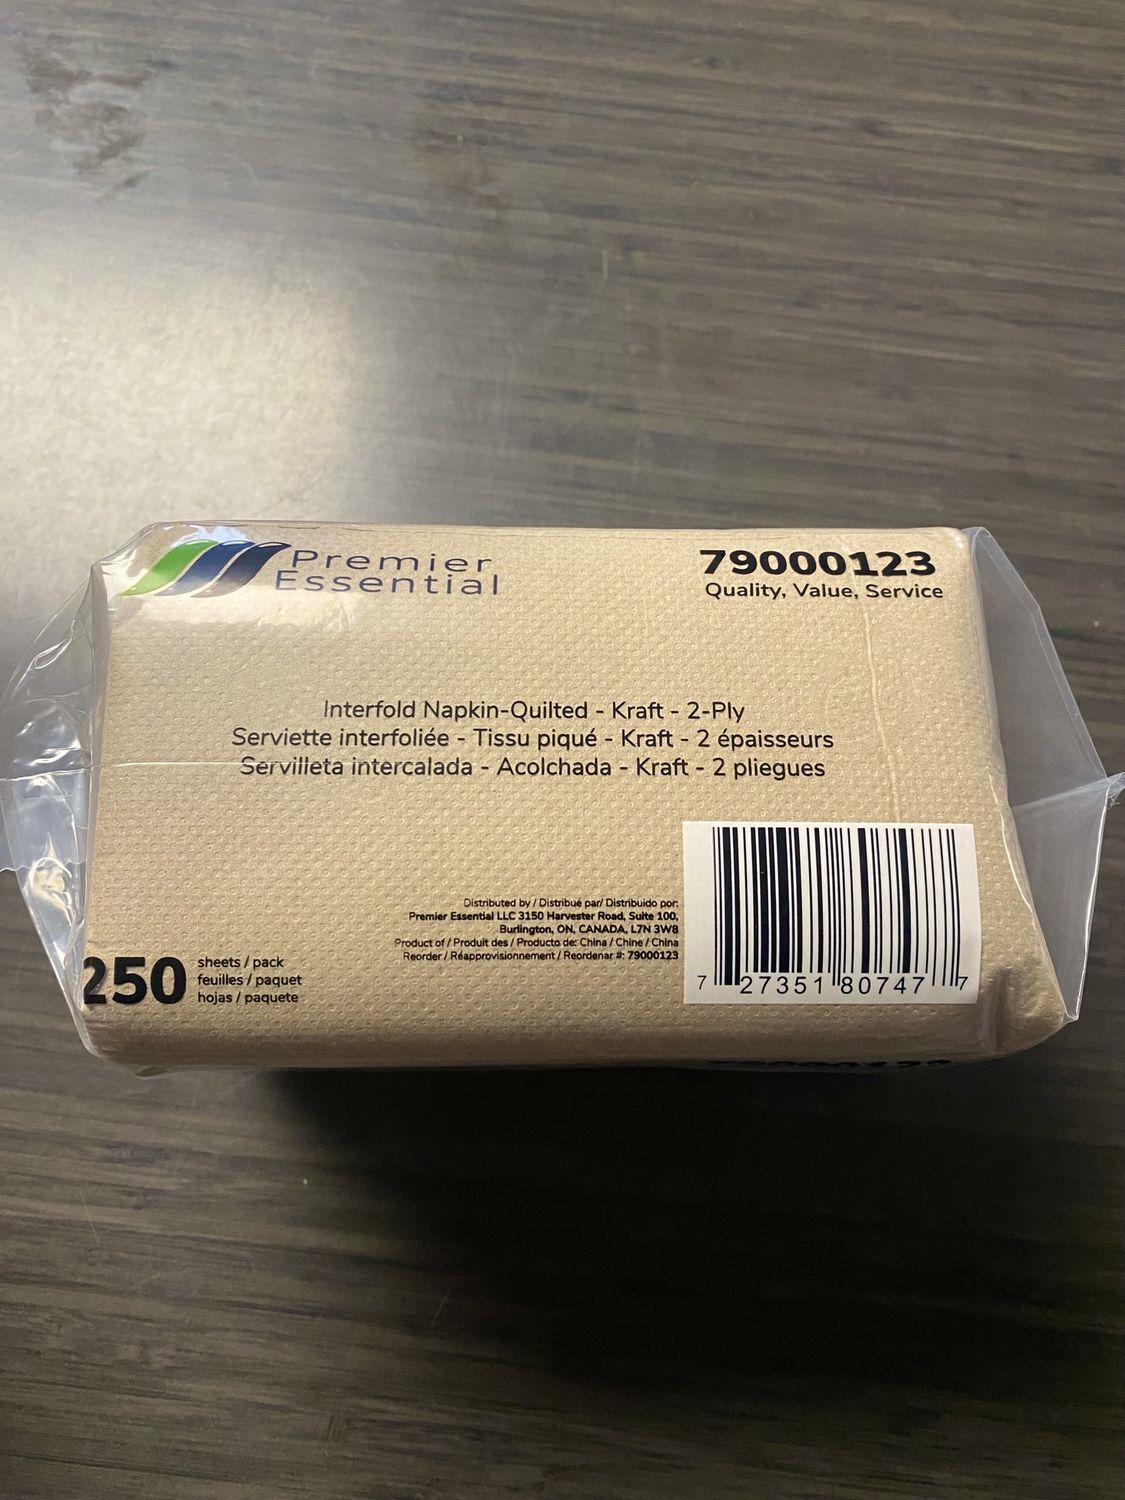 Premier
Essential
79000123
Quality, Value, Service
Interfold Napkin-Quilted - Kraft - 2-Ply
Serviette interfoliée - Tissu piqué - Kraft - 2 épaisseurs
Servilleta intercalada - Acolchada - Kraft - 2 pliegues
Distributed by / Distribué par/ Distribuido por:
Premier Essential LLC 3150 Harvester Road, Suite 100,
Burlington, ON, CANADA, L7N 3W8
Product of / Produit des / Producto de: China / Chine / China
Reorder / Réapprovisionnement / Reordenar #: 79000123
250
sheets / pack
feuilles / paquet
hojas / paquete
7 27351 80747 7